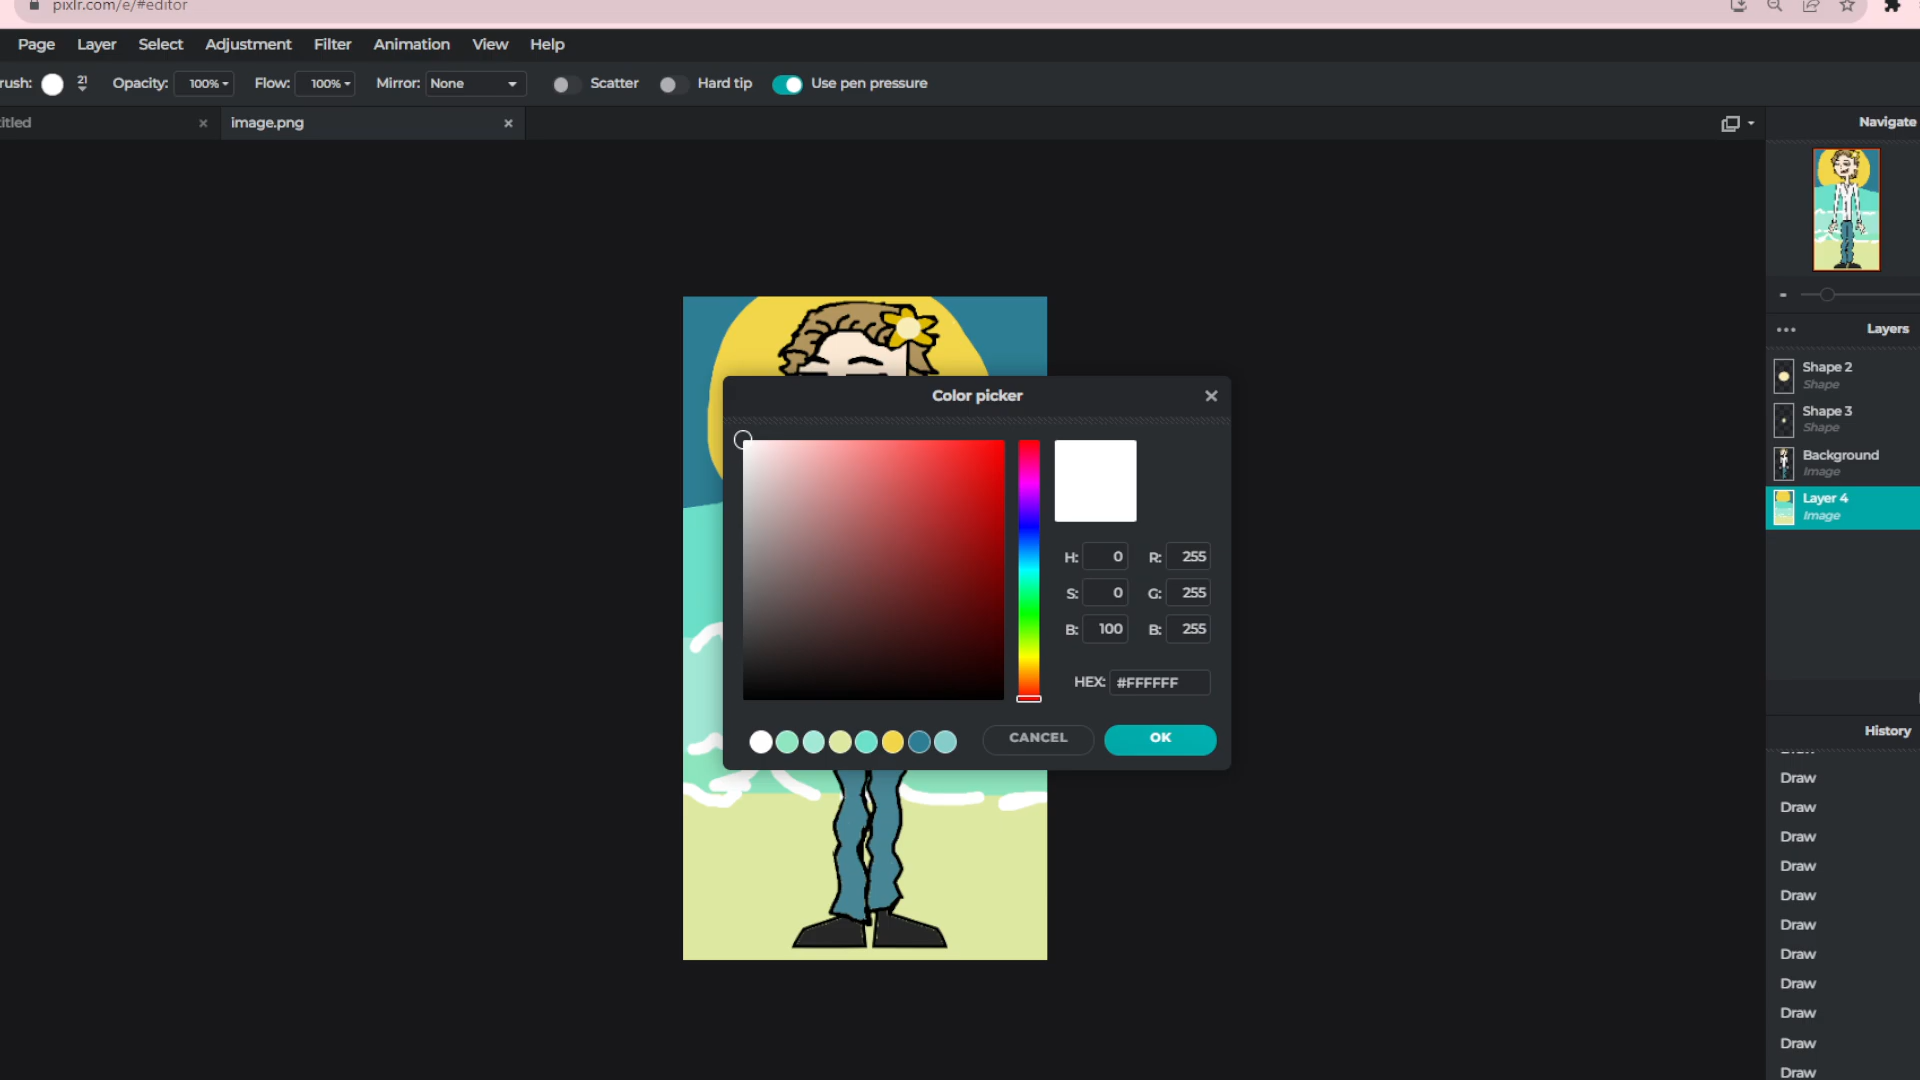 pixlr.com/e/#editor
Page Layer Select Adjustment Filter Animation View Help
rush: 21 Opacity: 100% Flow: 100% Mirror: None Scatter Hard tip Use pen pressure
itled × image.png ×
Navigate
Layers
Shape 2
Shape
Shape 3
Shape
Background
Image
Layer 4
Image
Color picker
H: 0 R: 255
S: 0 G: 255
B: 100 B: 255
HEX: #FFFFFF
CANCEL OK
History
Draw
Draw
Draw
Draw
Draw
Draw
Draw
Draw
Draw
Draw
Draw